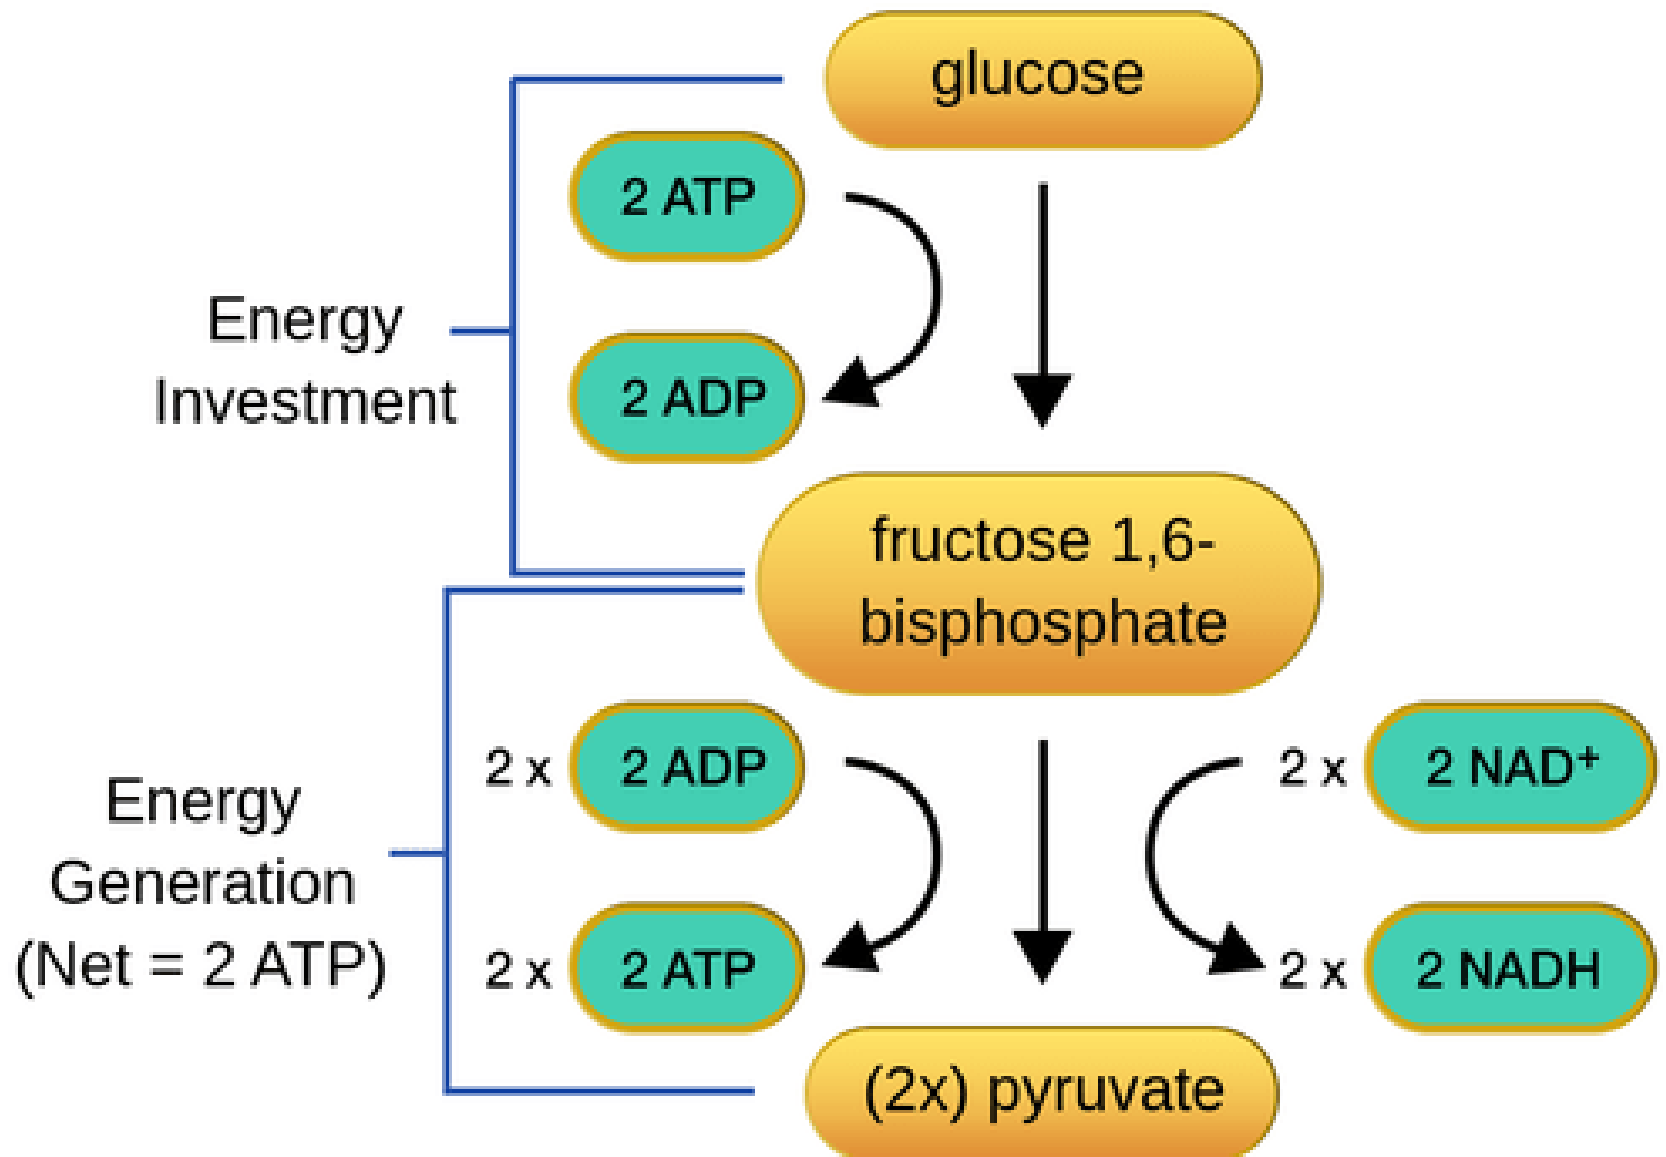 glucose
2 ATP
Energy
Investment
2 ADP
fructose 1,6-
bisphosphate
2 x 2 ADP
2 x 2 NAD⁺
Energy
Generation
(Net = 2 ATP)
2 x 2 ATP
2 x 2 NADH
(2x) pyruvate